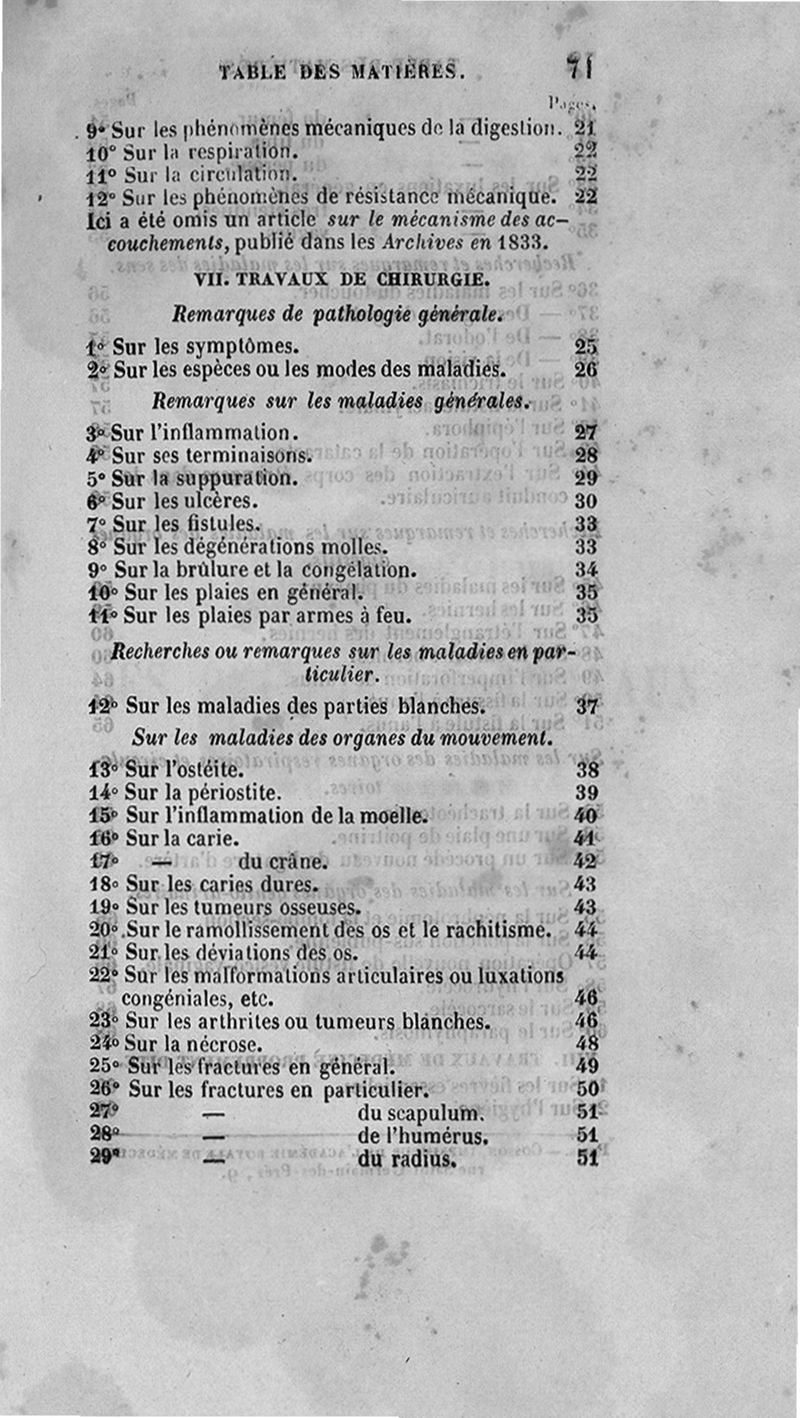 TABLE DES MATIÈRES. 71
Pages.
9° Sur les phénomènes mécaniques de la digestion. 21
10° Sur la respiration. 22
11° Sur la circulation. 22
12° Sur les phénomènes de résistance mécanique. 22
Ici a été omis un article sur le mécanisme des ac-
couchements, publié dans les Archives en 1833.
VII. TRAVAUX DE CHIRURGIE.
Remarques de pathologie générale.
1° Sur les symptômes. 25
2° Sur les espèces ou les modes des maladies. 26
Remarques sur les maladies générales.
3° Sur l'inflammation. 27
4° Sur ses terminaisons. 28
5° Sur la suppuration. 29
6° Sur les ulcères. 30
7° Sur les fistules. 33
8° Sur les dégénérations molles. 33
9° Sur la brûlure et la congélation. 34
10° Sur les plaies en général. 35
11° Sur les plaies par armes à feu. 35
Recherches ou remarques sur les maladies en par-
ticulier.
12° Sur les maladies des parties blanches. 37
Sur les maladies des organes du mouvement.
13° Sur l'ostéite. 38
14° Sur la périostite. 39
15° Sur l'inflammation de la moelle. 40
16° Sur la carie. 41
17° — du crâne. 42
18° Sur les caries dures. 43
19° Sur les tumeurs osseuses. 43
20° Sur le ramollissement des os et le rachitisme. 44
21° Sur les déviations des os. 44
22° Sur les malformations articulaires ou luxations
congéniales, etc. 46
23° Sur les arthrites ou tumeurs blanches. 46
24° Sur la nécrose. 48
25° Sur les fractures en général. 49
26° Sur les fractures en particulier. 50
27° — du scapulum. 51
28° — de l'humérus. 51
29° — du radius. 51